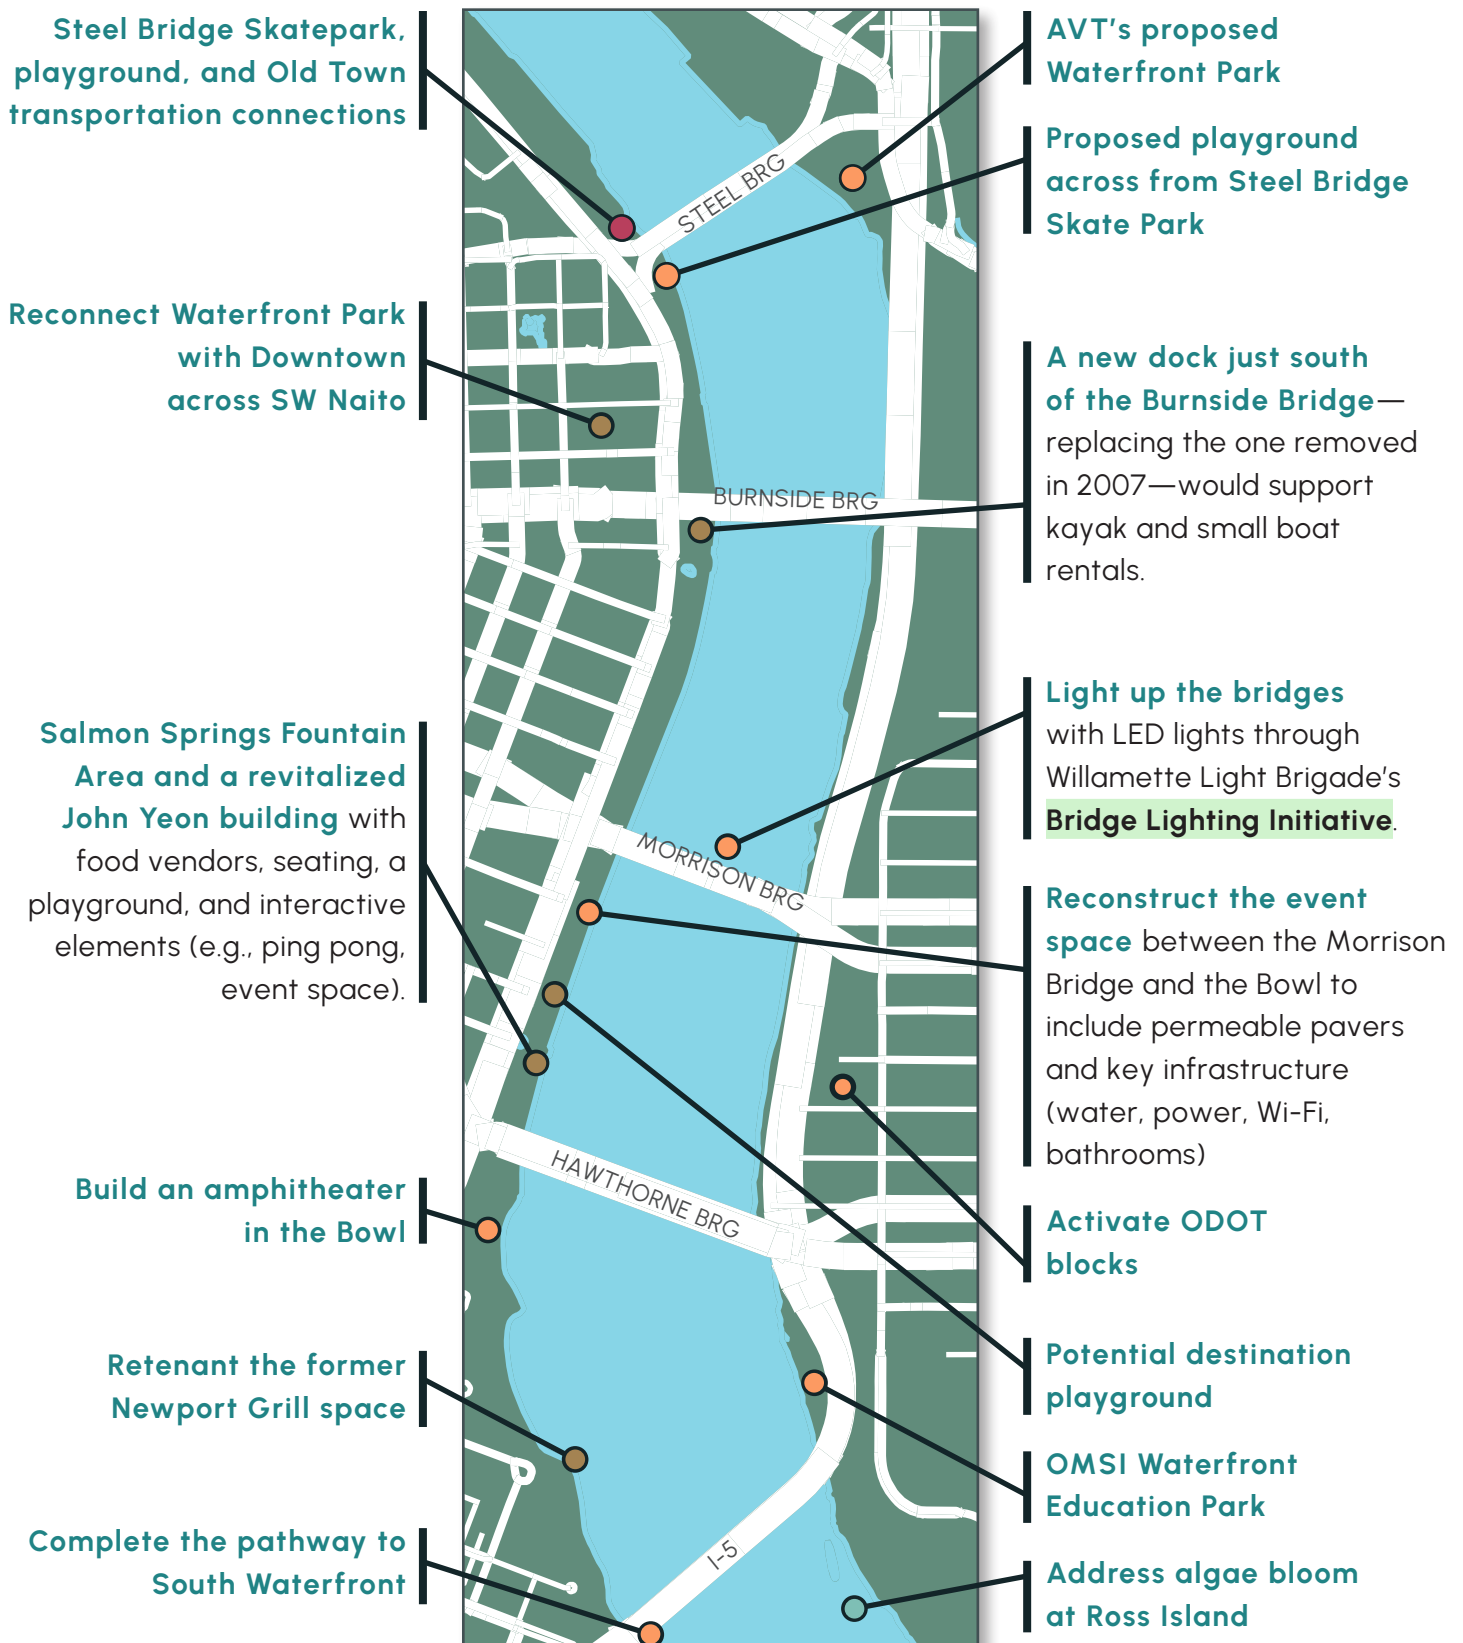 Steel Bridge Skatepark,
playground, and Old Town
transportation connections
Reconnect Waterfront Park
with Downtown
across SW Naito
Salmon Springs Fountain
Area and a revitalized
John Yeon building with
food vendors, seating, a
playground, and interactive
elements (e.g., ping pong,
event space).
Build an amphitheater
in the Bowl
Retenant the former
Newport Grill space
Complete the pathway to
South Waterfront
STEEL BRG
BURNSIDE BRG
MORRISON BRG
HAWTHORNE BRG
I-5
AVT's proposed
Waterfront Park
Proposed playground
across from Steel Bridge
Skate Park
A new dock just south
of the Burnside Bridge—
replacing the one removed
in 2007—would support
kayak and small boat
rentals.
Light up the bridges
with LED lights through
Willamette Light Brigade's
Bridge Lighting Initiative.
Reconstruct the event
space between the Morrison
Bridge and the Bowl to
include permeable pavers
and key infrastructure
(water, power, Wi-Fi,
bathrooms)
Activate ODOT
blocks
Potential destination
playground
OMSI Waterfront
Education Park
Address algae bloom
at Ross Island